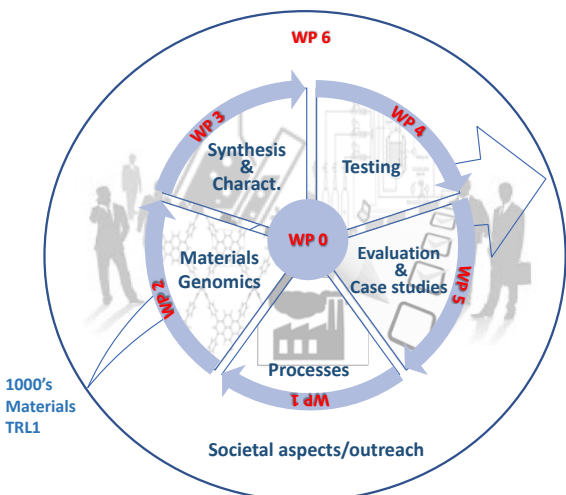 WP 6
WP 3
WP 4
Synthesis
&
Charact.
Testing
WP 0
Materials
Genomics
Evaluation
&
Case studies
WP 2
WP 5
Processes
WP 1
1000's
Materials
TRL1
Societal aspects/outreach